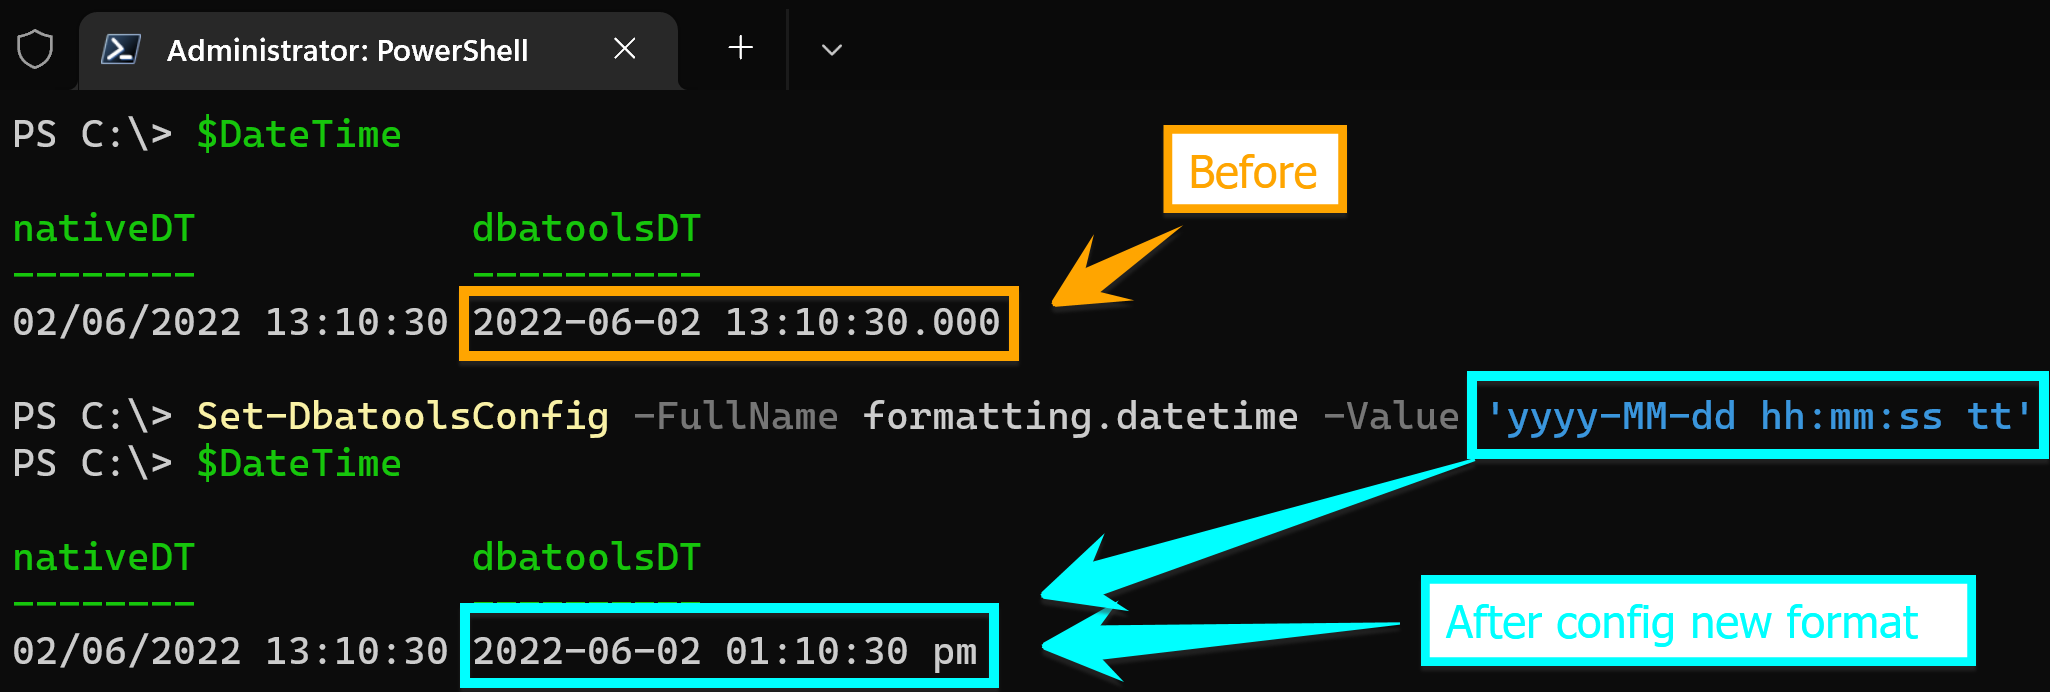 Administrator: PowerShell
PS C:\> $DateTime
Before
nativeDT dbatoolsDT
-------- ----------
02/06/2022 13:10:30 2022-06-02 13:10:30.000
PS C:\> Set-DbatoolsConfig -FullName formatting.datetime -Value 'yyyy-MM-dd hh:mm:ss tt'
PS C:\> $DateTime
nativeDT dbatoolsDT
-------- ----------
After config new format
02/06/2022 13:10:30 2022-06-02 01:10:30 pm